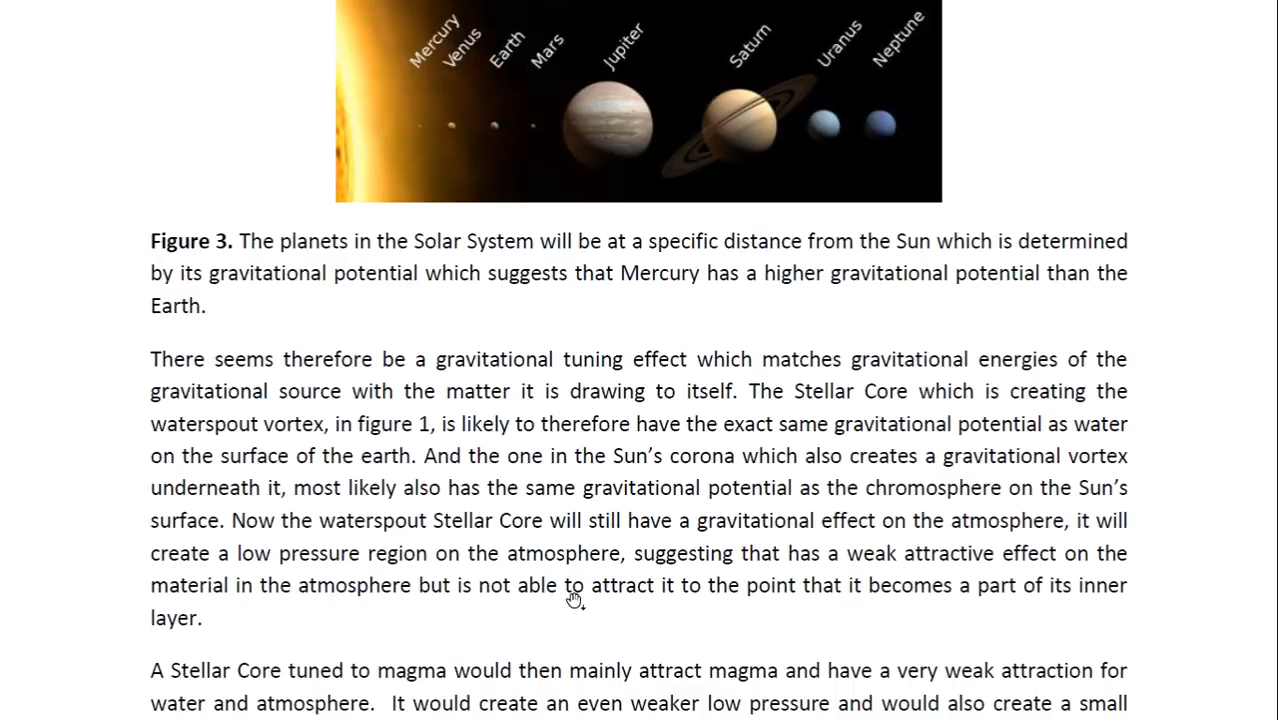 Mercury
Venus
Earth
Mars
Jupiter
Saturn
Uranus
Neptune
Figure 3. The planets in the Solar System will be at a specific distance from the Sun which is determined
by its gravitational potential which suggests that Mercury has a higher gravitational potential than the
Earth.
There seems therefore be a gravitational tuning effect which matches gravitational energies of the
gravitational source with the matter it is drawing to itself. The Stellar Core which is creating the
waterspout vortex, in figure 1, is likely to therefore have the exact same gravitational potential as water
on the surface of the earth. And the one in the Sun’s corona which also creates a gravitational vortex
underneath it, most likely also has the same gravitational potential as the chromosphere on the Sun’s
surface. Now the waterspout Stellar Core will still have a gravitational effect on the atmosphere, it will
create a low pressure region on the atmosphere, suggesting that has a weak attractive effect on the
material in the atmosphere but is not able to attract it to the point that it becomes a part of its inner
layer.
A Stellar Core tuned to magma would then mainly attract magma and have a very weak attraction for
water and atmosphere. It would create an even weaker low pressure and would also create a small